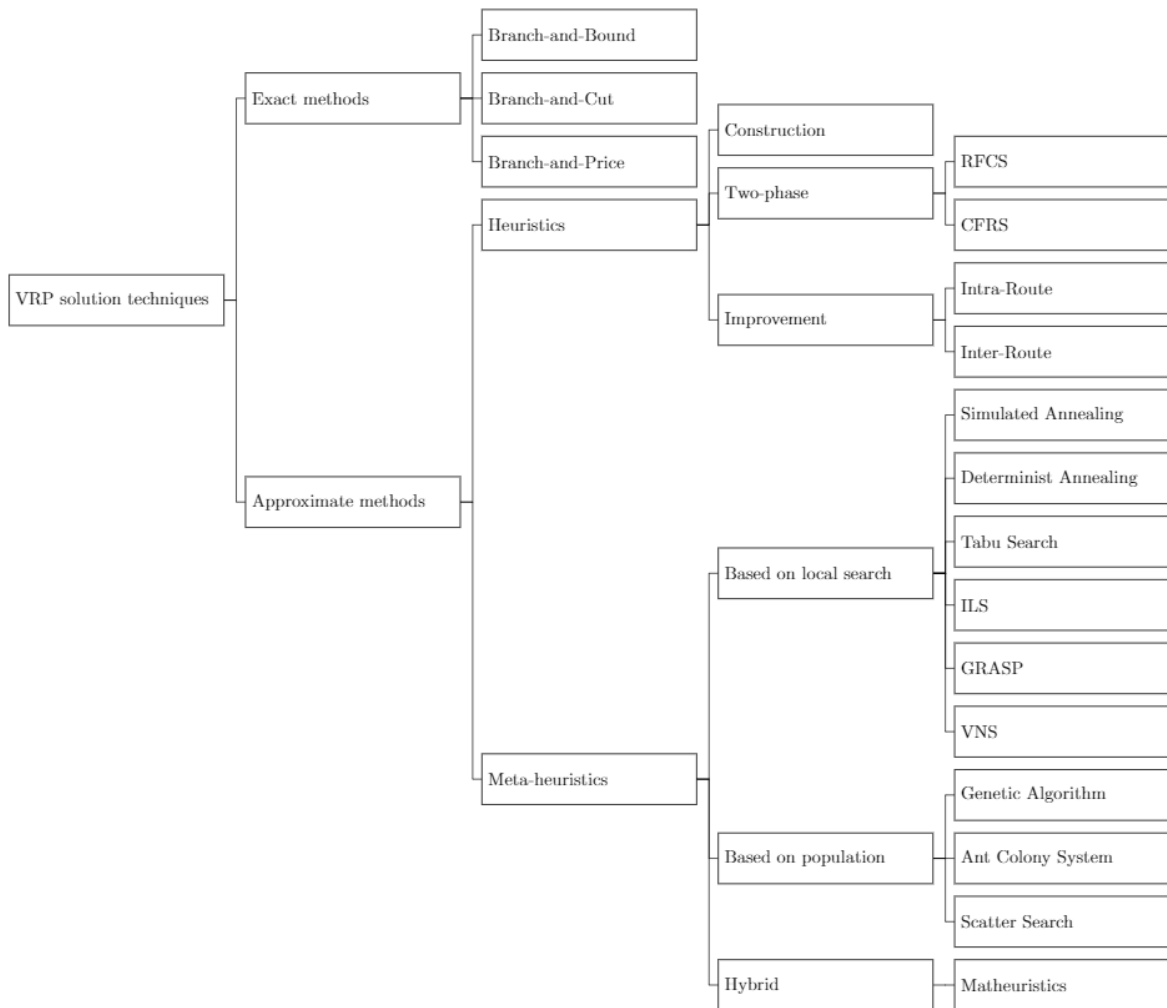 Branch-and-Bound
Exact methods
Branch-and-Cut
Construction
Branch-and-Price
RFCS
Two-phase
Heuristics
CFRS
VRP solution techniques
Intra-Route
Improvement
Inter-Route
Simulated Annealing
Determinist Annealing
Approximate methods
Tabu Search
Based on local search
ILS
GRASP
VNS
Meta-heuristics
Genetic Algorithm
Based on population
Ant Colony System
Scatter Search
Hybrid
Matheuristics